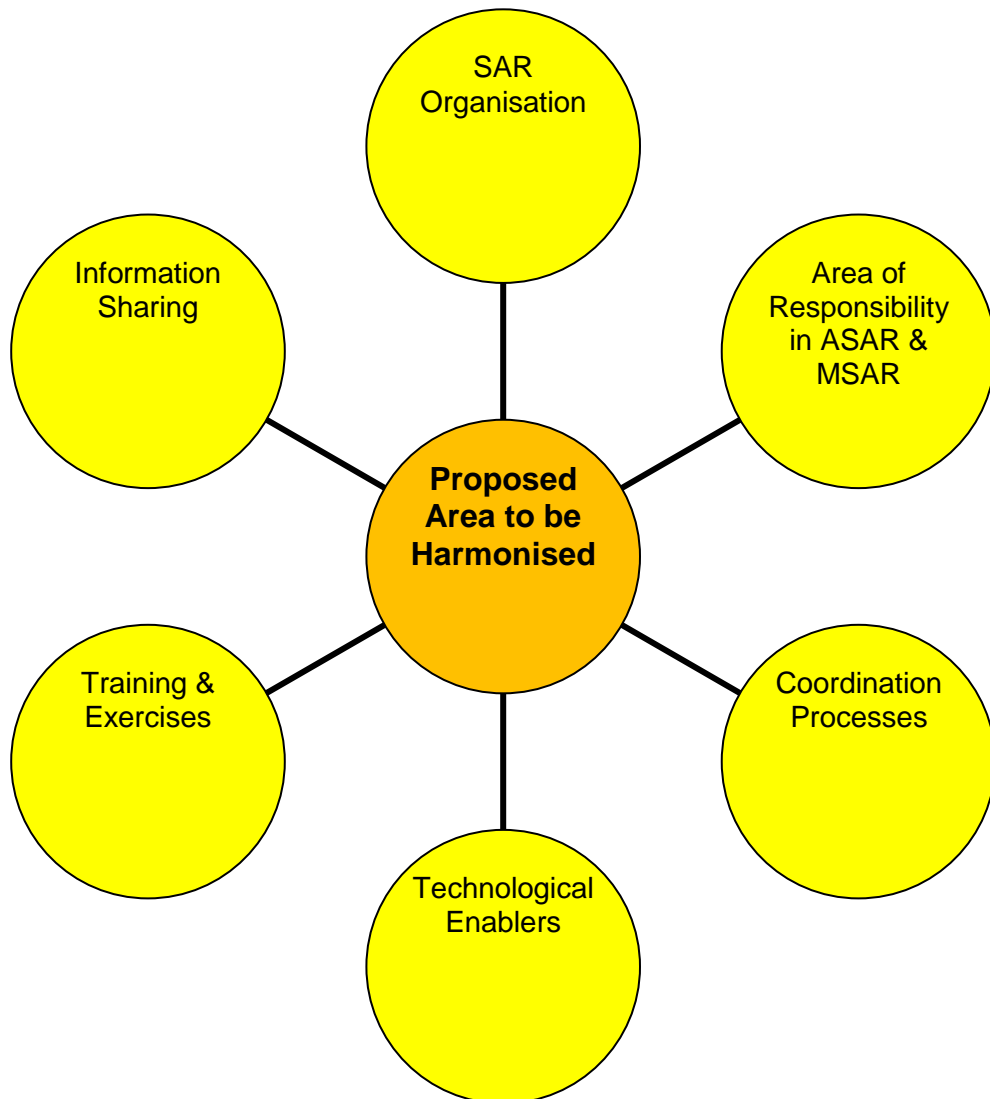 SAR
Organisation
Information
Sharing
Area of
Responsibility
in ASAR &
MSAR
Proposed
Area to be
Harmonised
Training &
Exercises
Coordination
Processes
Technological
Enablers